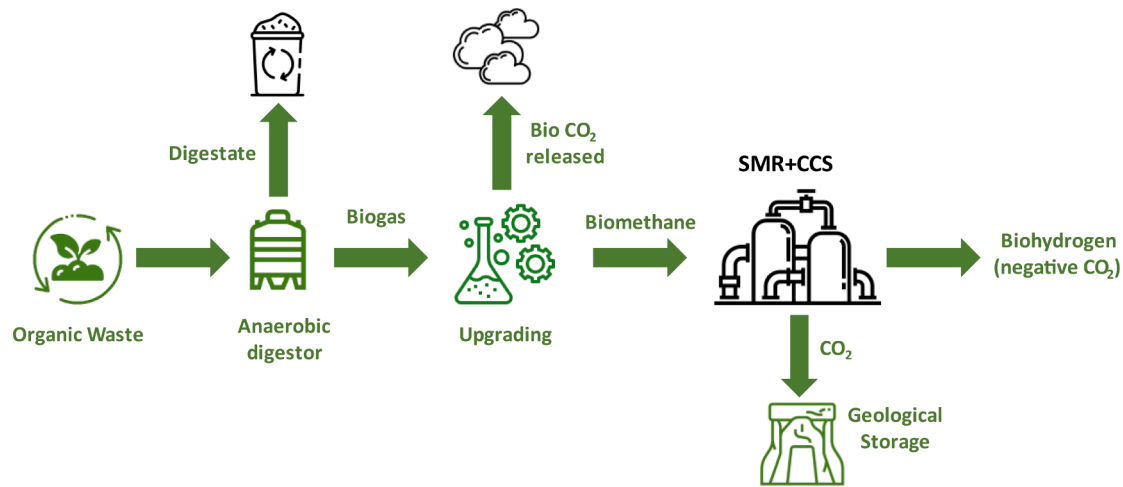 Digestate
Bio CO₂
released
SMR+CCS
Biogas
Biomethane
Biohydrogen
(negative CO₂)
Organic Waste
Anaerobic
digestor
Upgrading
CO₂
Geological
Storage